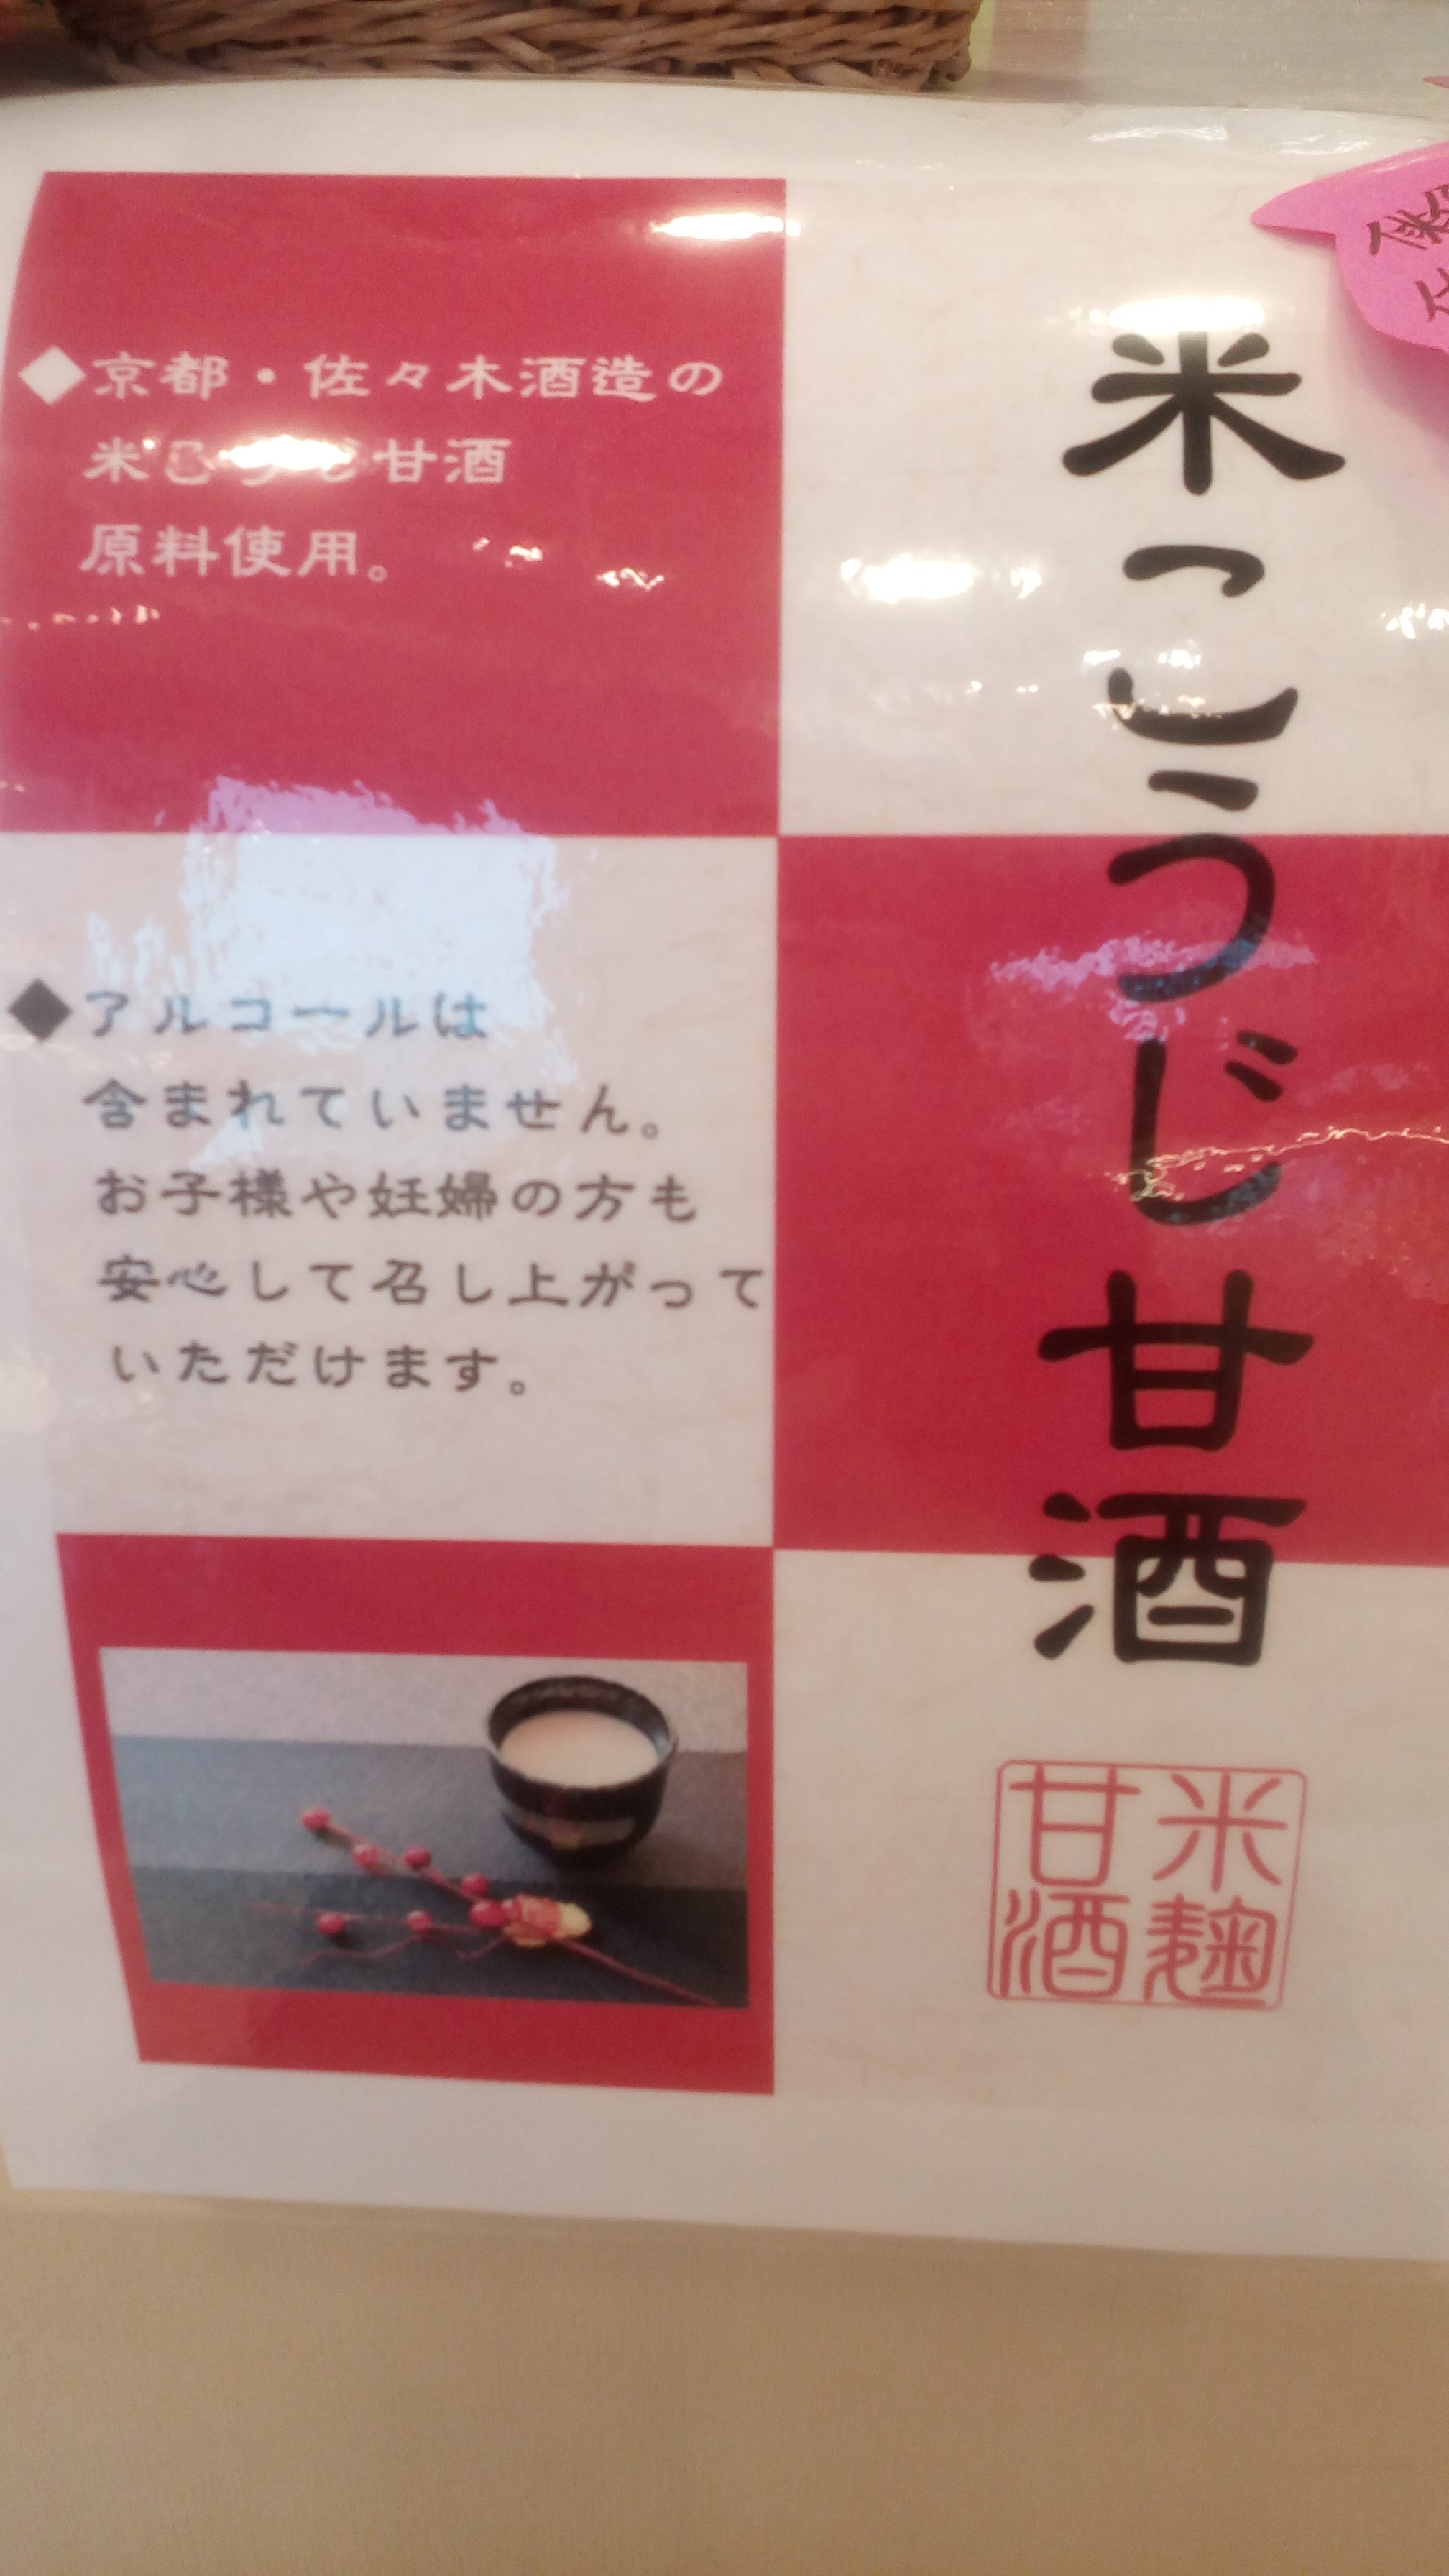 米こうじ甘酒
◆京都・佐々木酒造の
米こうじ甘酒
原料使用。
◆アルコールは
含まれていません。
お子様や妊婦の方も
安心して召し上がって
いただけます。
米麹
甘酒